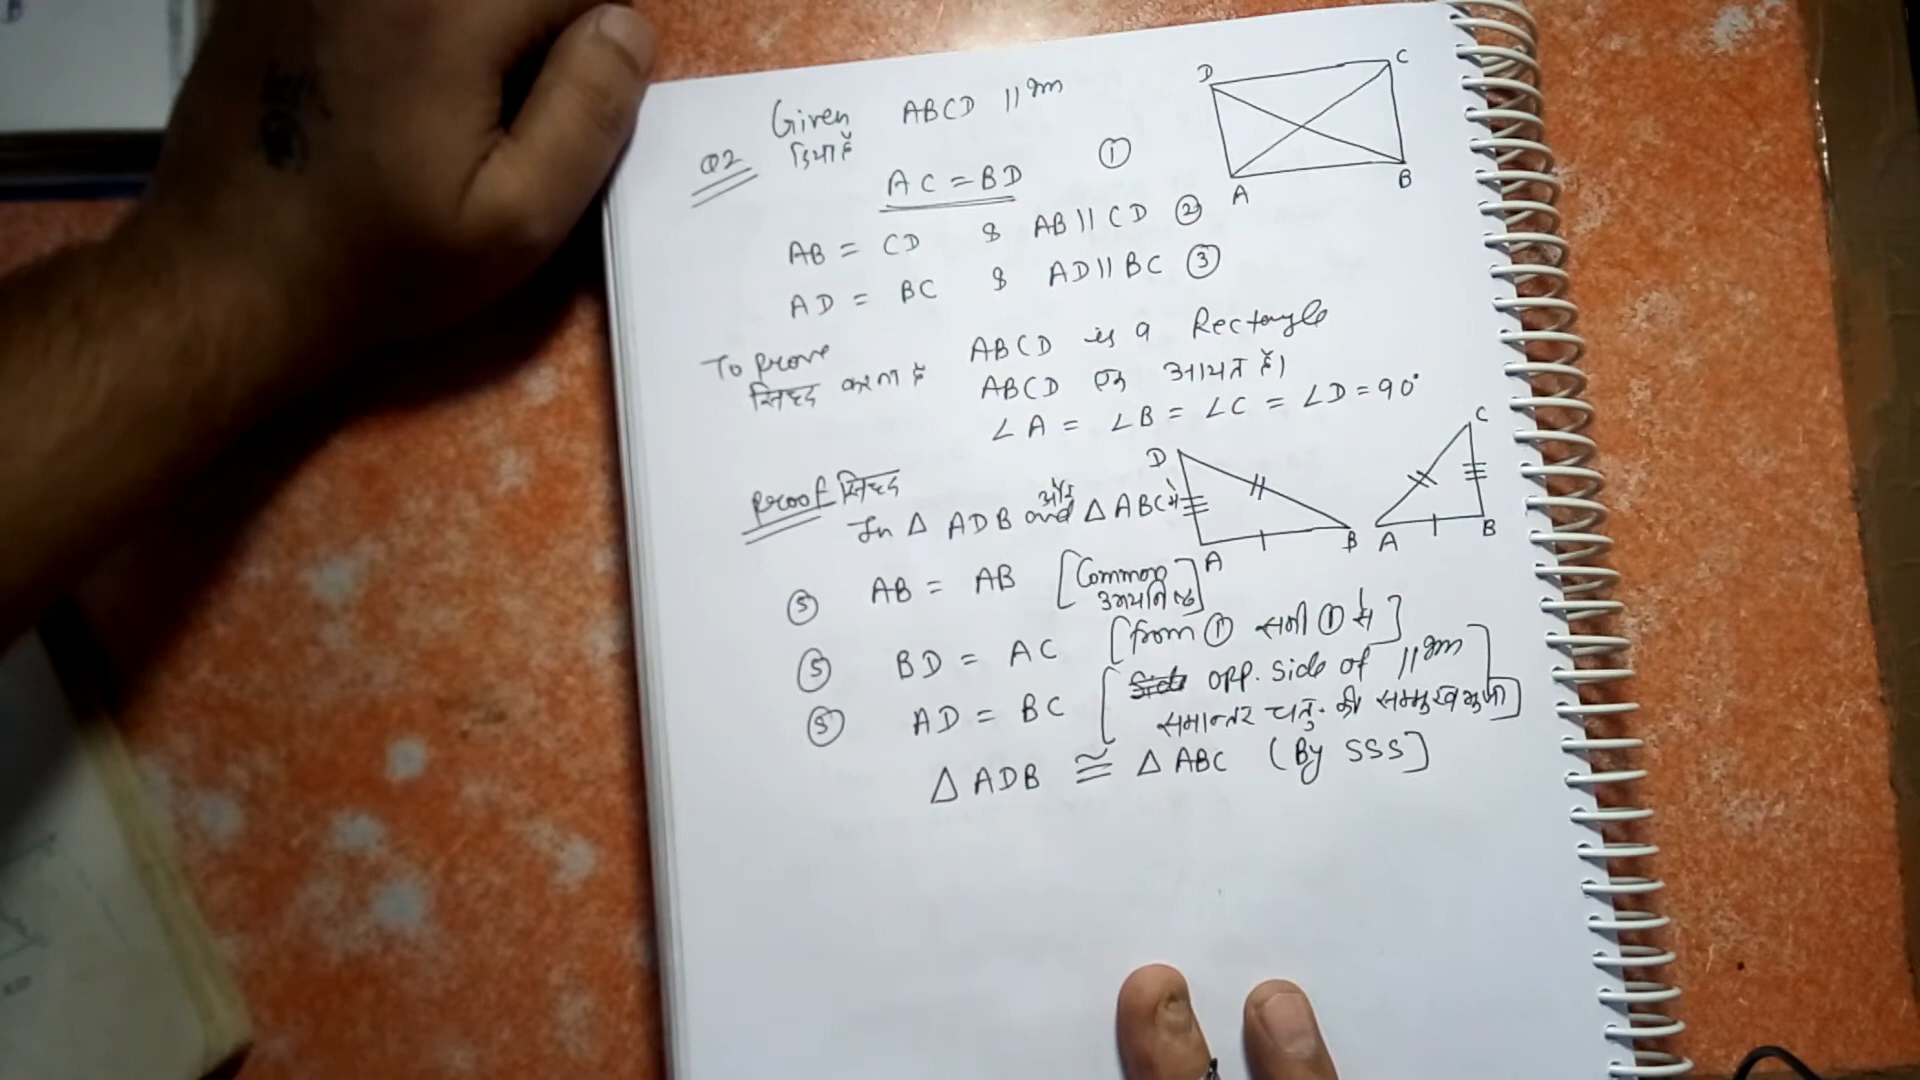 Q2 Given ABCD ||gm
दिया है
AC = BD ①
AB = CD & AB || CD ②
AD = BC & AD || BC ③
D C
A B
To prove ABCD is a Rectangle
सिध्द करना है ABCD एक आयत है।
∠A = ∠B = ∠C = ∠D = 90°
Proof सिध्द
In △ ADB and और △ ABC में
D A B
C A B
Ⓢ AB = AB [Common
उभयनिष्ठ]
Ⓢ BD = AC [from ① समी ① से]
Ⓢ AD = BC [opp. side of ||gm
समान्तर चतु. की सम्मुख भुजा]
△ ADB ≅ △ ABC (By SSS]